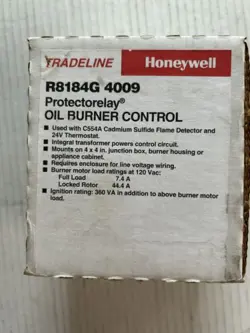 TRADELINE Honeywell
R8184G 4009
Protectorelay®
OIL BURNER CONTROL
■ Used with C554A Cadmium Sulfide Flame Detector and
24V Thermostat.
■ Integral transformer powers control circuit.
■ Mounts on 4 x 4 in. junction box, burner housing or
appliance cabinet.
■ Requires enclosure for line voltage wiring.
■ Burner motor load ratings at 120 Vac:
Full Load 7.4 A
Locked Rotor 44.4 A
■ Ignition rating: 360 VA in addition to above burner motor
load.